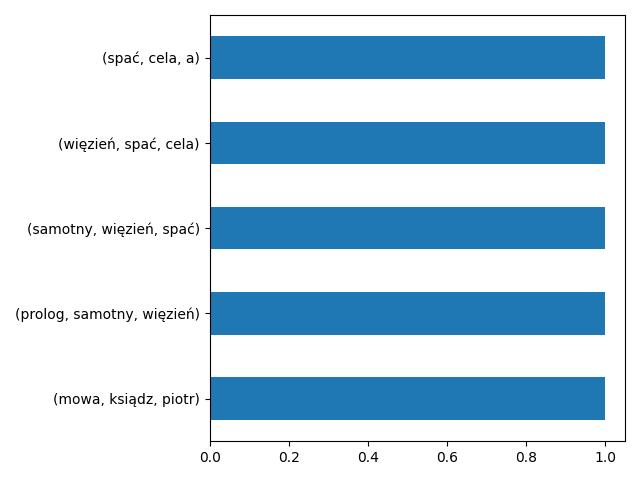 (spać, cela, a)
(więzień, spać, cela)
(samotny, więzień, spać)
(prolog, samotny, więzień)
(mowa, ksiądz, piotr)
0.0 0.2 0.4 0.6 0.8 1.0